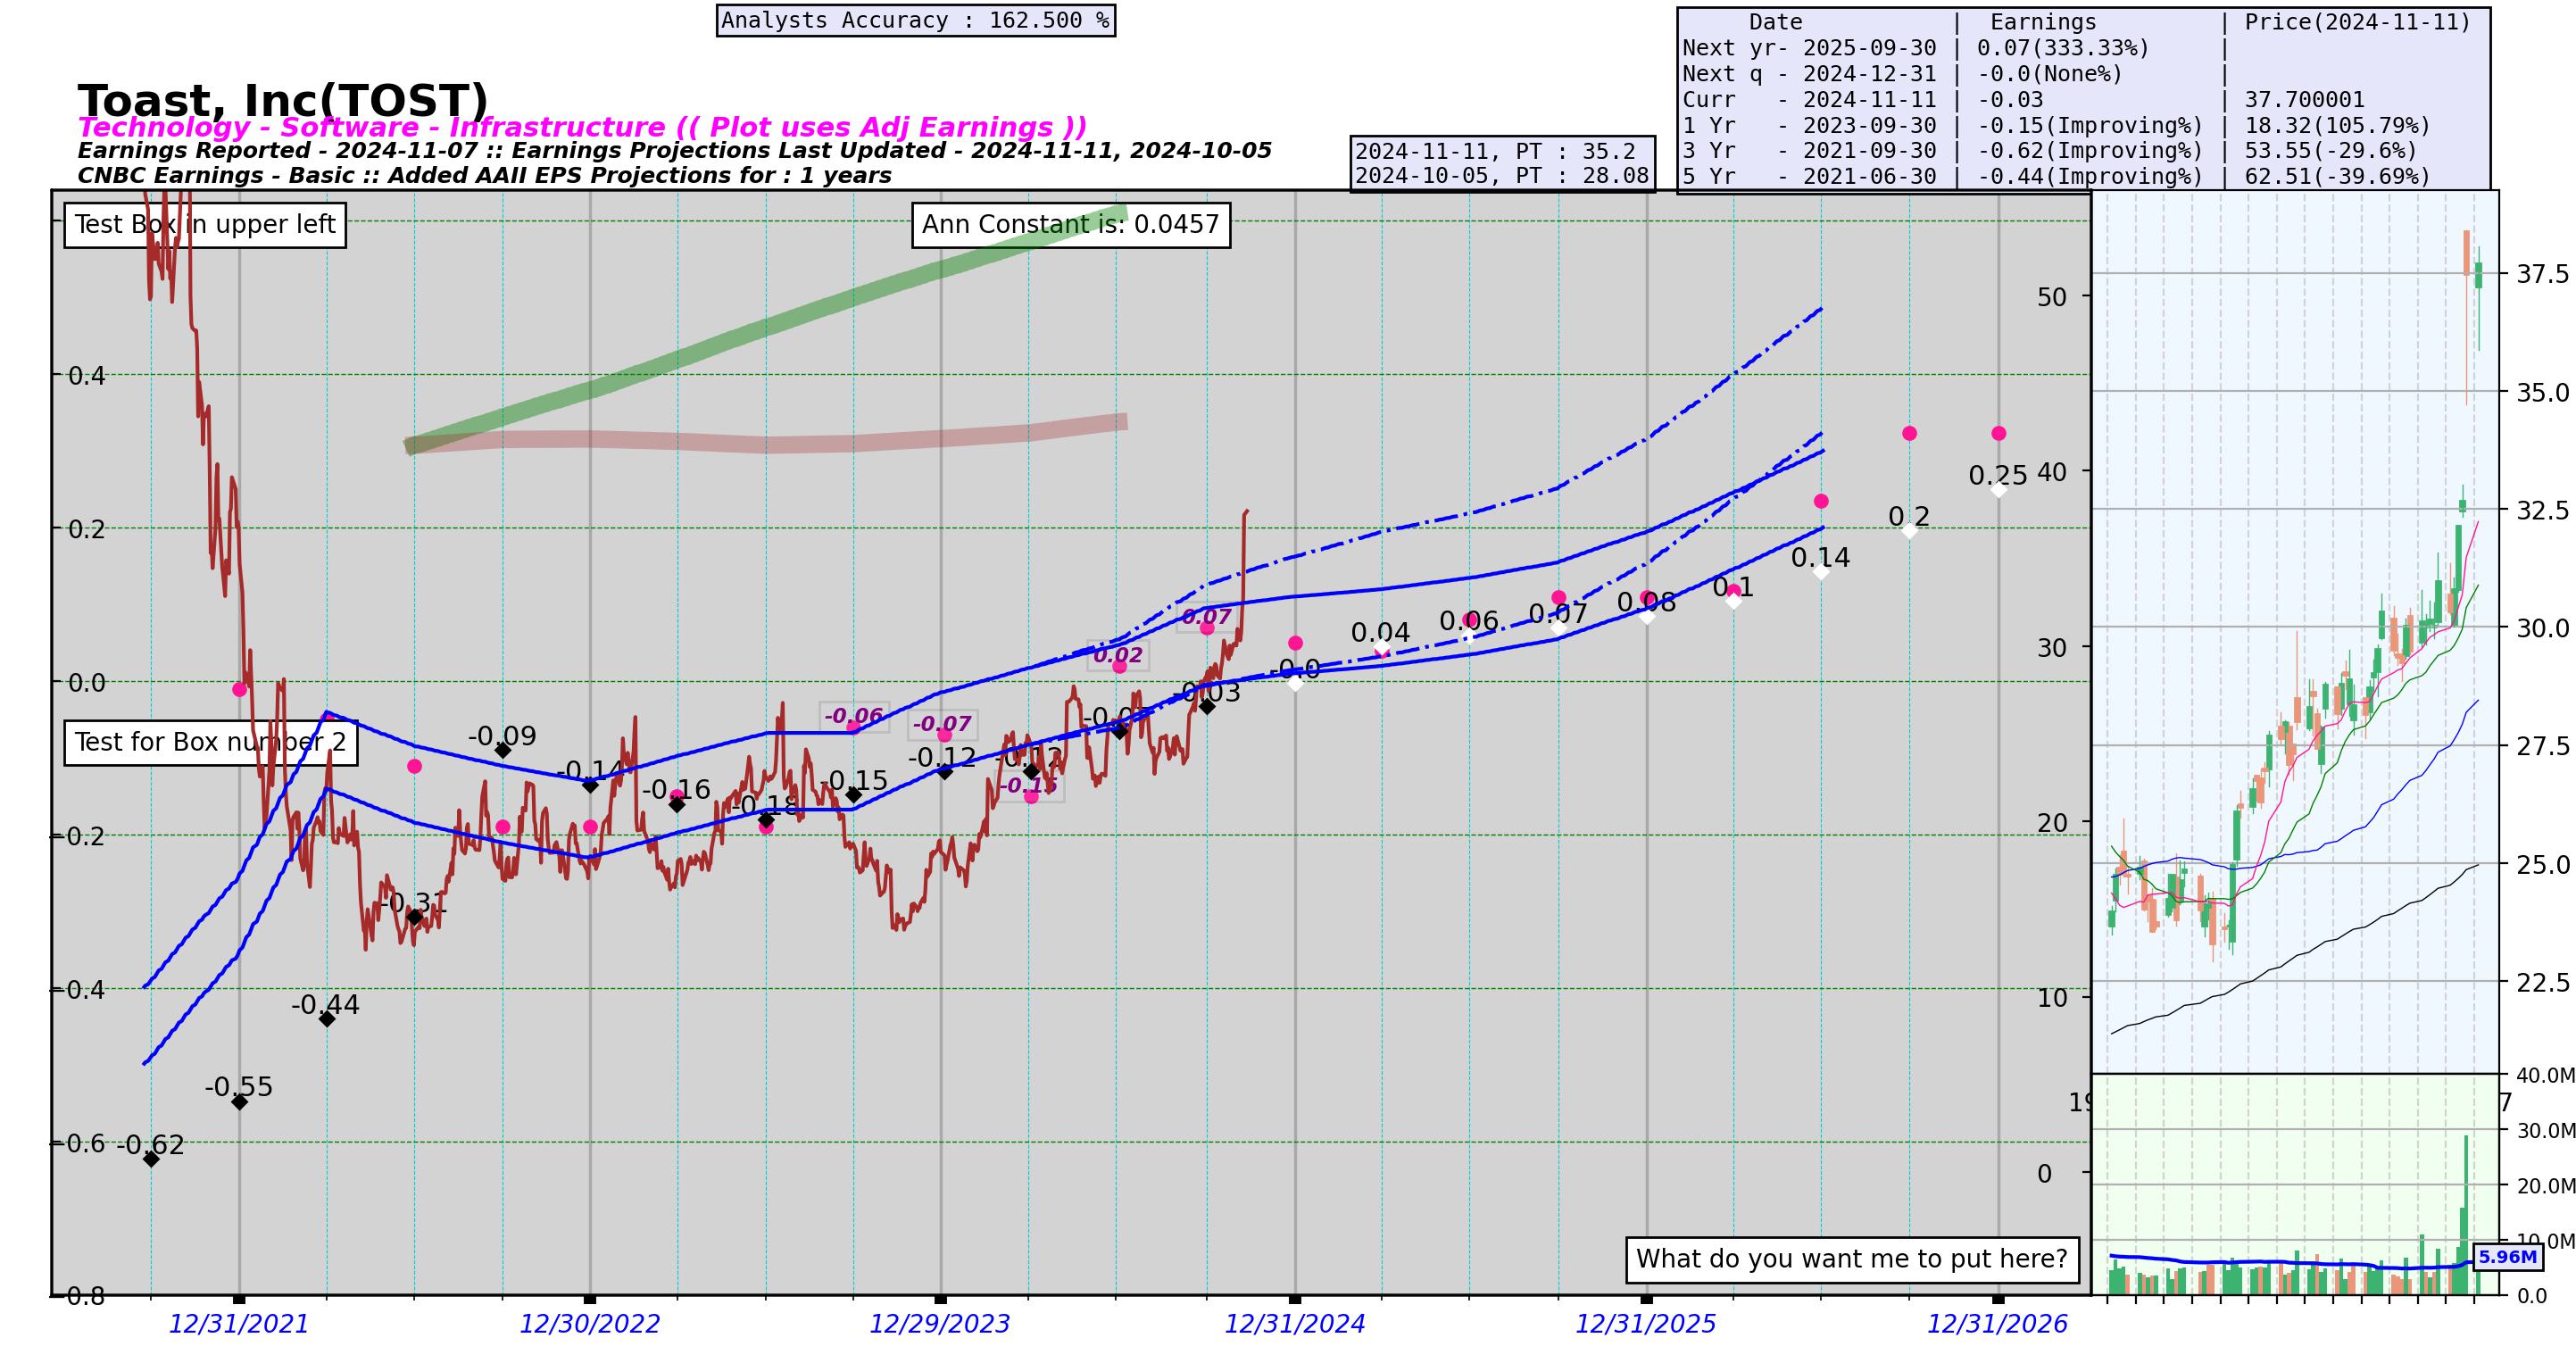 Analysts Accuracy : 162.500 %
Date | Earnings | Price(2024-11-11)
Next yr- 2025-09-30 | 0.07(333.33%) |
Next q - 2024-12-31 | -0.0(None%) |
Curr - 2024-11-11 | -0.03 | 37.700001
1 Yr - 2023-09-30 | -0.15(Improving%) | 18.32(105.79%)
3 Yr - 2021-09-30 | -0.62(Improving%) | 53.55(-29.6%)
5 Yr - 2021-06-30 | -0.44(Improving%) | 62.51(-39.69%)
Toast, Inc(TOST)
Technology - Software - Infrastructure (( Plot uses Adj Earnings ))
Earnings Reported - 2024-11-07 :: Earnings Projections Last Updated - 2024-11-11, 2024-10-05
CNBC Earnings - Basic :: Added AAII EPS Projections for : 1 years
2024-11-11, PT : 35.2
2024-10-05, PT : 28.08
Test Box in upper left
Ann Constant is: 0.0457
Test for Box number 2
What do you want me to put here?
0.4
0.2
0.0
-0.2
-0.4
-0.6
-0.8
-0.62
-0.55
-0.44
-0.31
-0.09
-0.14
-0.16
-0.18
-0.15
-0.12
-0.12
-0.07
-0.03
-0.0
0.04
0.06
0.07
0.08
0.1
0.14
0.2
0.25
-0.06
-0.07
-0.15
0.02
0.07
50
40
30
20
10
0
19
7
37.5
35.0
32.5
30.0
27.5
25.0
22.5
40.0M
30.0M
20.0M
10.0M
5.96M
0.0
12/31/2021
12/30/2022
12/29/2023
12/31/2024
12/31/2025
12/31/2026